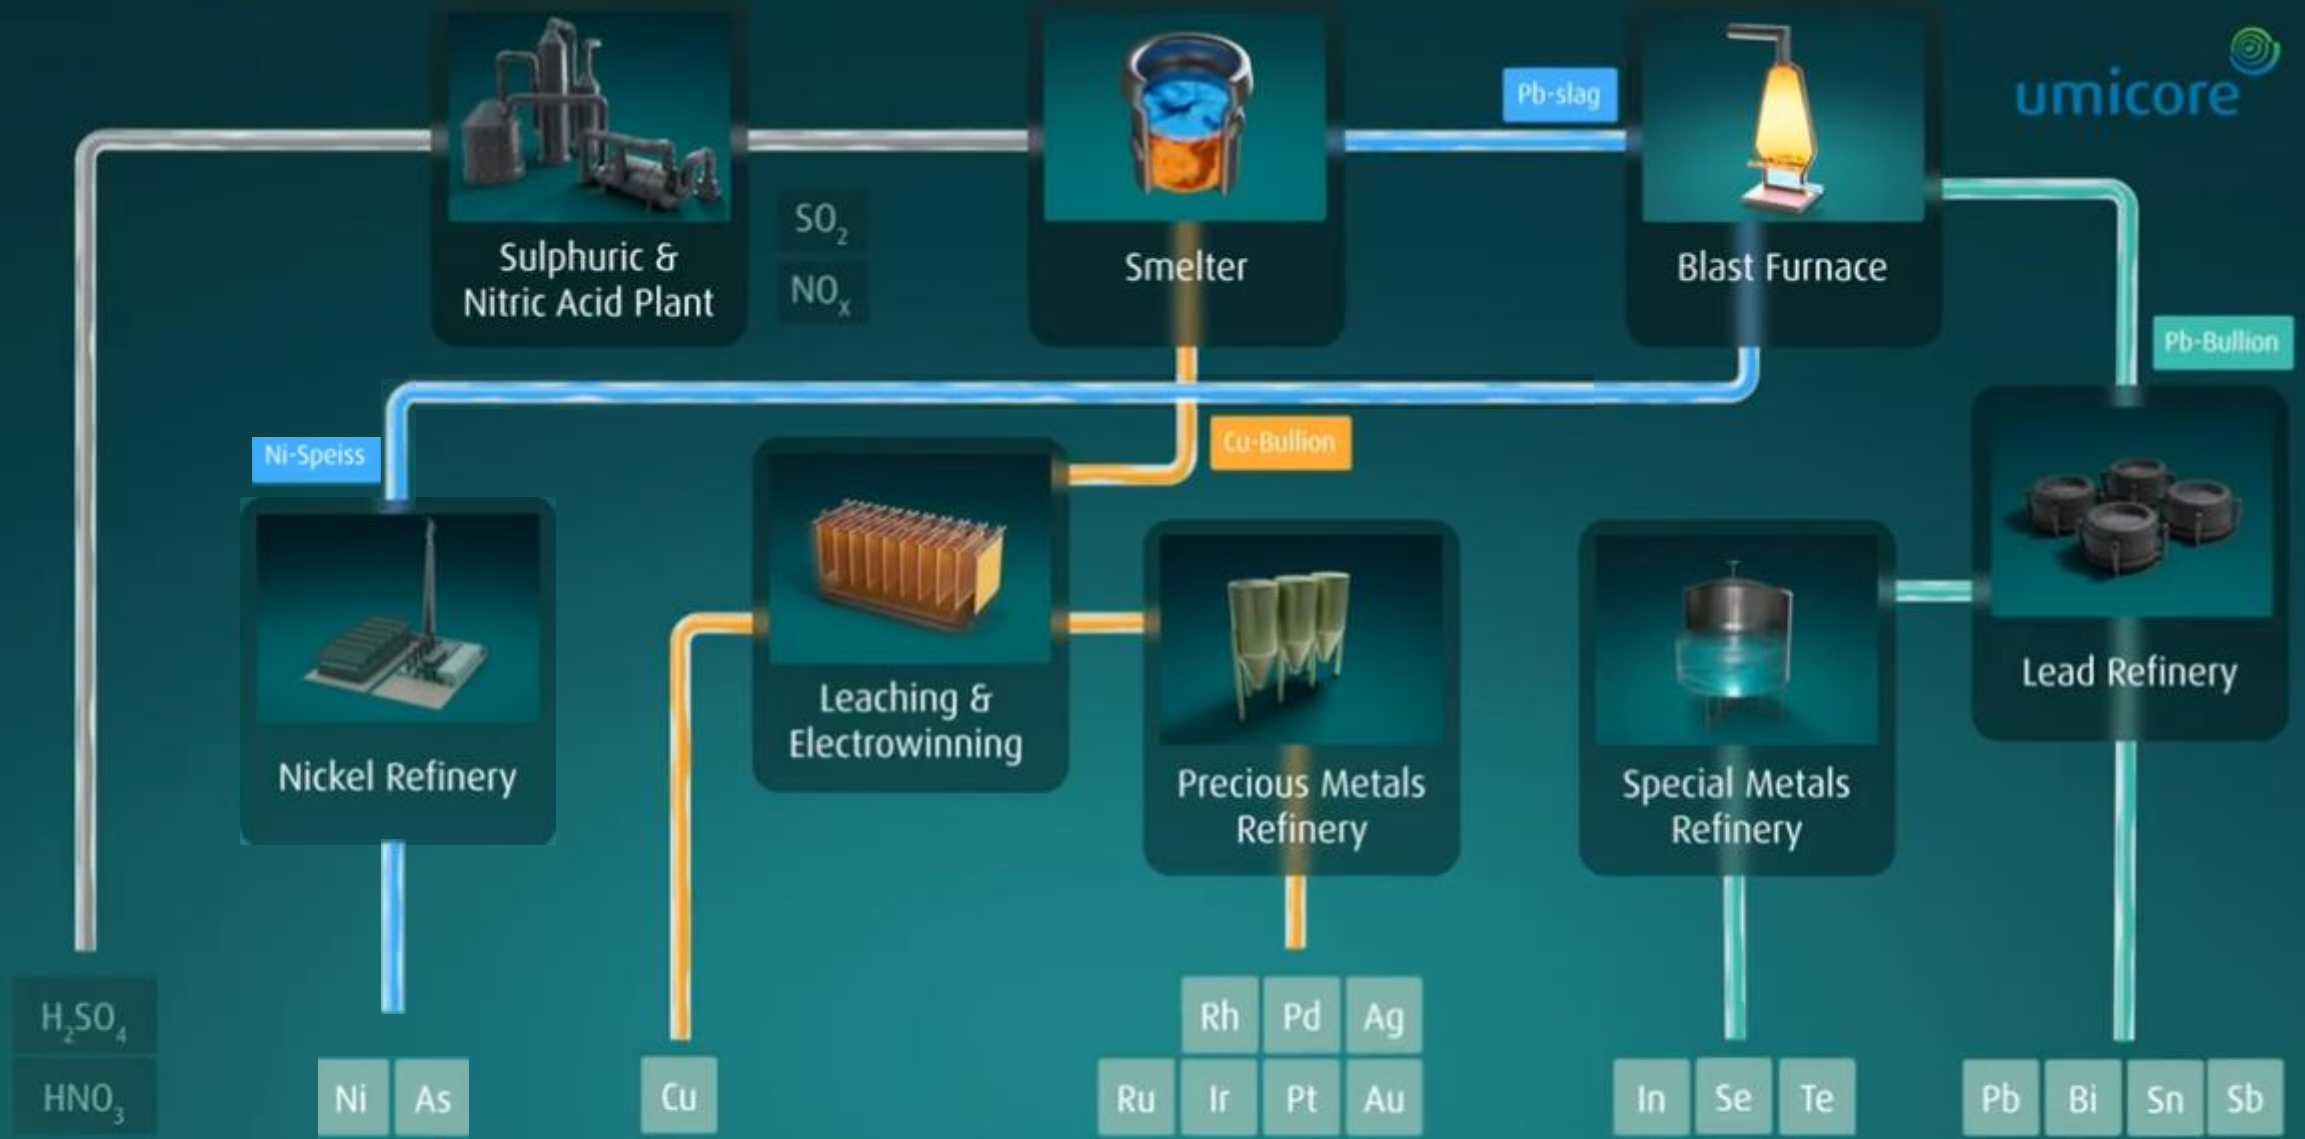 umicore
Pb-slag
SO₂
NOₓ
Sulphuric &
Nitric Acid Plant
Smelter
Blast Furnace
Pb-Bullion
Ni-Speiss
Cu-Bullion
Nickel Refinery
Leaching &
Electrowinning
Precious Metals
Refinery
Special Metals
Refinery
Lead Refinery
H₂SO₄
HNO₃
Ni As
Cu
Rh Pd Ag
Ru Ir Pt Au
In Se Te
Pb Bi Sn Sb